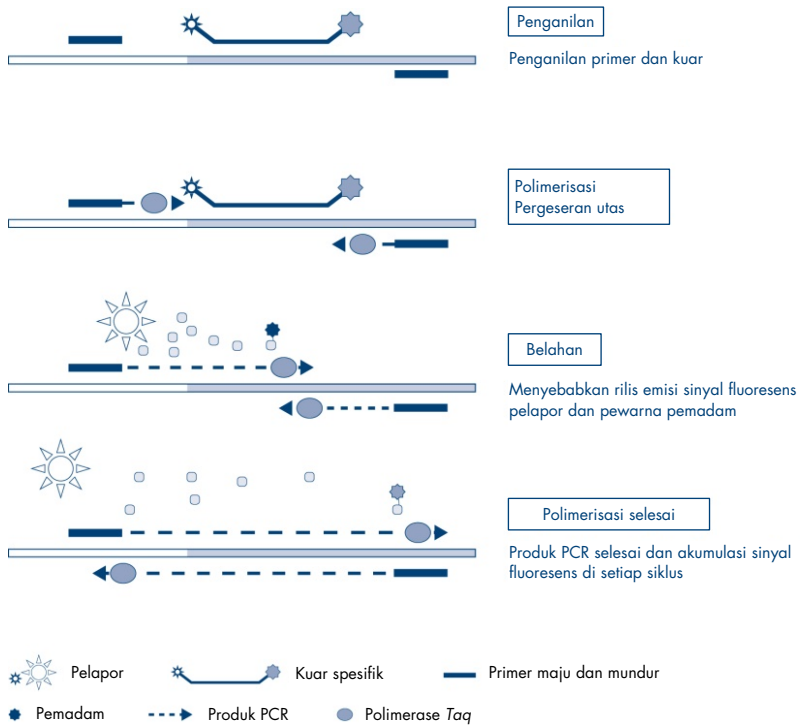 Penganilan
Penganilan primer dan kuar
Polimerisasi
Pergeseran utas
Belahan
Menyebabkan rilis emisi sinyal fluoresens
pelapor dan pewarna pemadam
Polimerisasi selesai
Produk PCR selesai dan akumulasi sinyal
fluoresens di setiap siklus
Pelapor
Kuar spesifik
Primer maju dan mundur
Pemadam
Produk PCR
Polimerase Taq